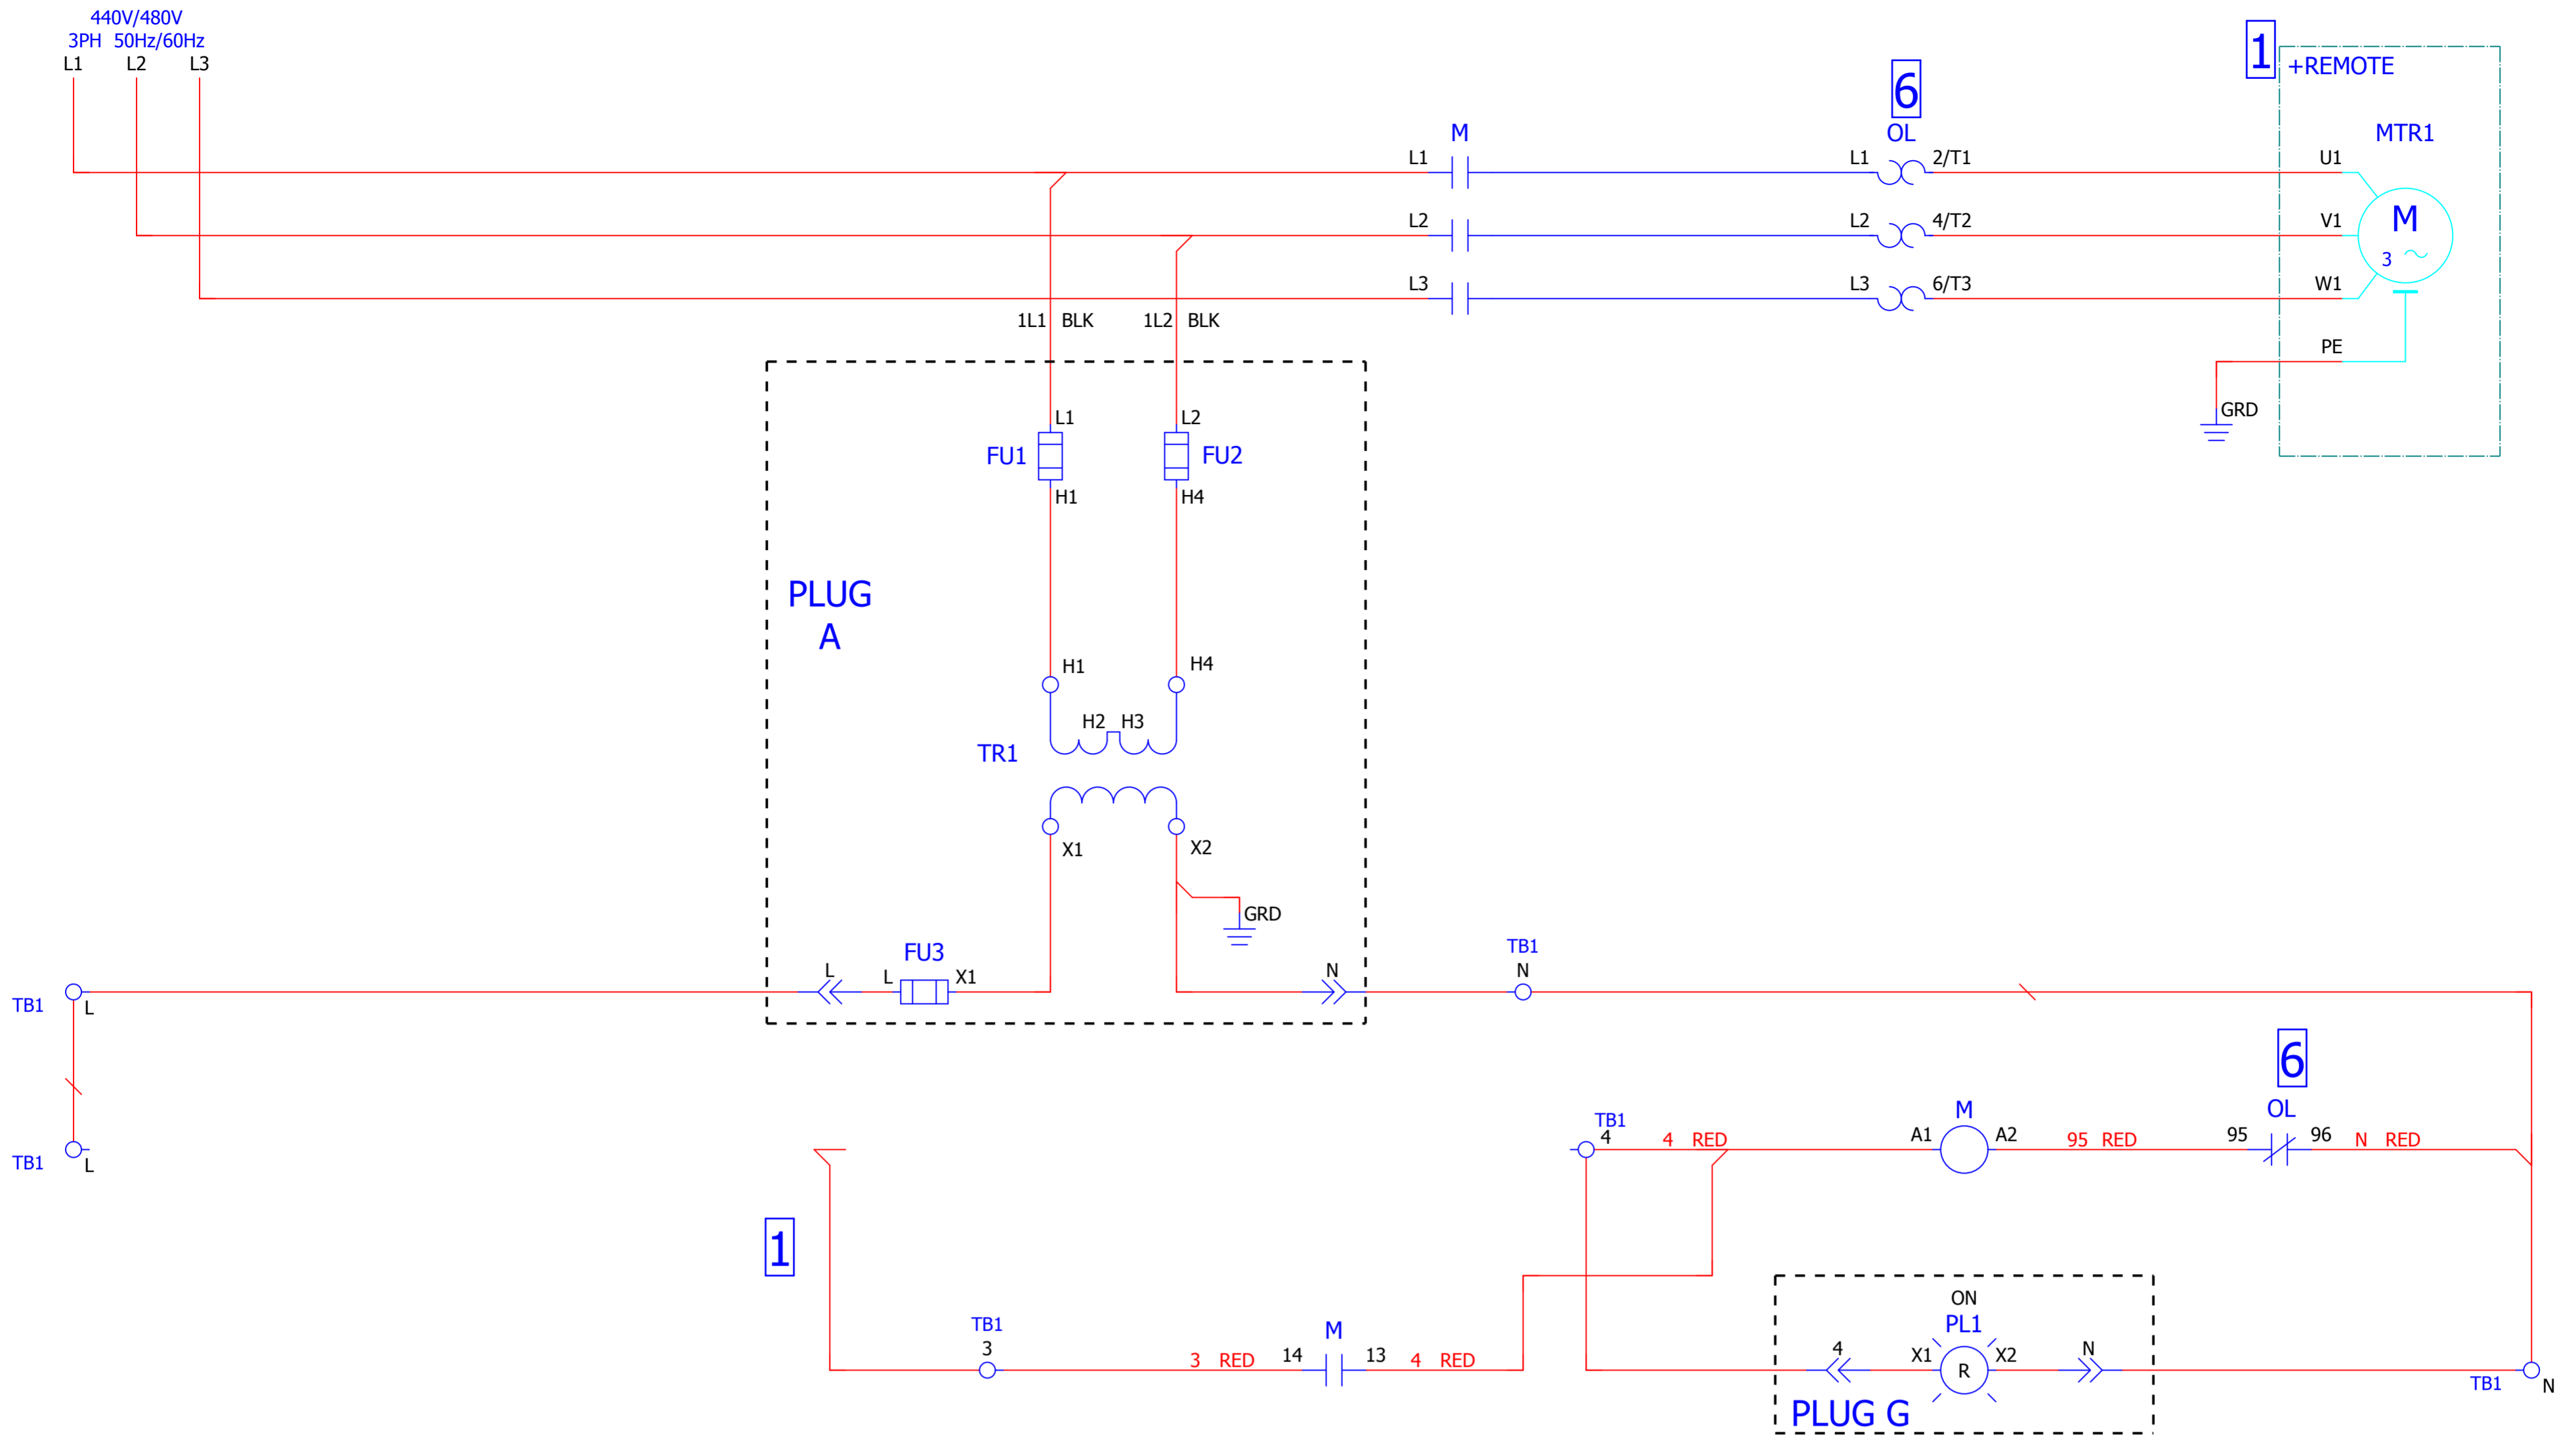 440V/480V
3PH 50Hz/60Hz
L1 L2 L3
1
+REMOTE
6
OL
M
MTR1
L1
L1 2/T1
U1
L2
L2 4/T2
V1
M
3
L3
L3 6/T3
W1
1L1 BLK 1L2 BLK
PE
GRD
L1 L2
FU1 FU2
H1 H4
PLUG
A
H1 H4
H2 H3
TR1
X1 X2
GRD
FU3
L L X1
N
TB1
N
TB1
L
6
OL
TB1
4
4 RED
M
A1 A2
95 RED
95 96
N RED
TB1
L
1
TB1
3
3 RED
M
14 13
4 RED
ON
PL1
4
X1 X2
R
N
PLUG G
TB1
N